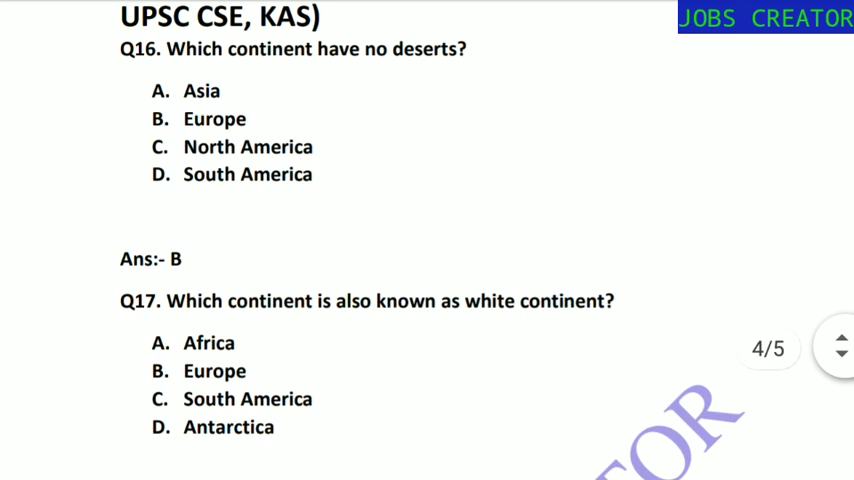 UPSC CSE, KAS)
JOBS CREATOR
Q16. Which continent have no deserts?
A. Asia
B. Europe
C. North America
D. South America
Ans:- B
Q17. Which continent is also known as white continent?
A. Africa
B. Europe
C. South America
D. Antarctica
4/5
TOR